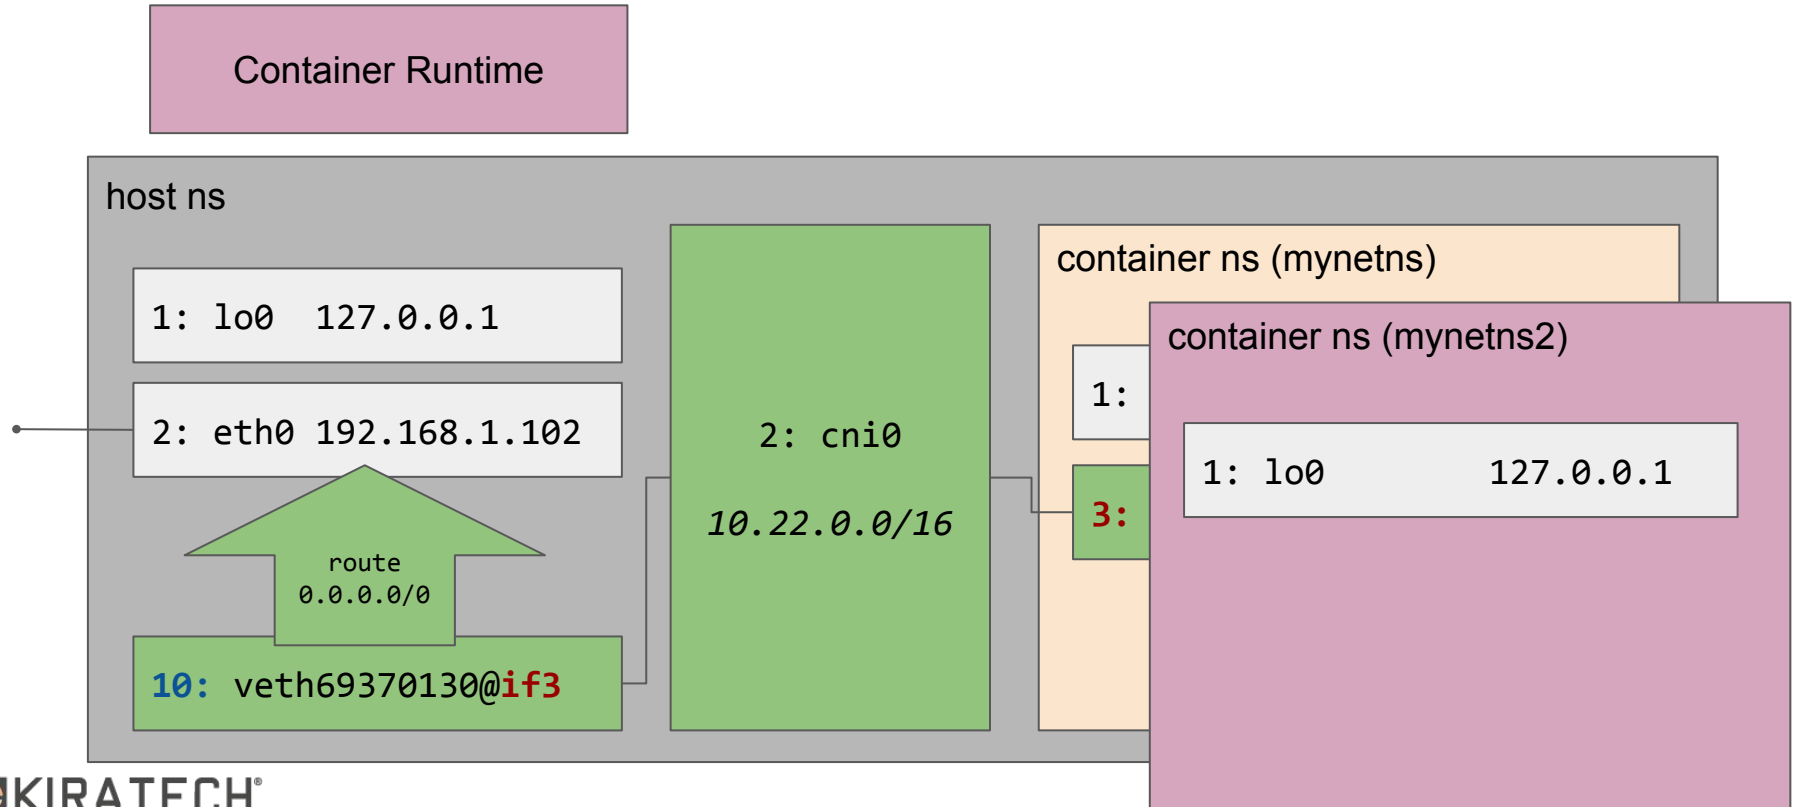 Container Runtime
host ns
1: lo0 127.0.0.1
2: eth0 192.168.1.102
route
0.0.0.0/0
10: veth69370130@if3
2: cni0
10.22.0.0/16
container ns (mynetns)
1:
3:
container ns (mynetns2)
1: lo0 127.0.0.1
KIRATECH®